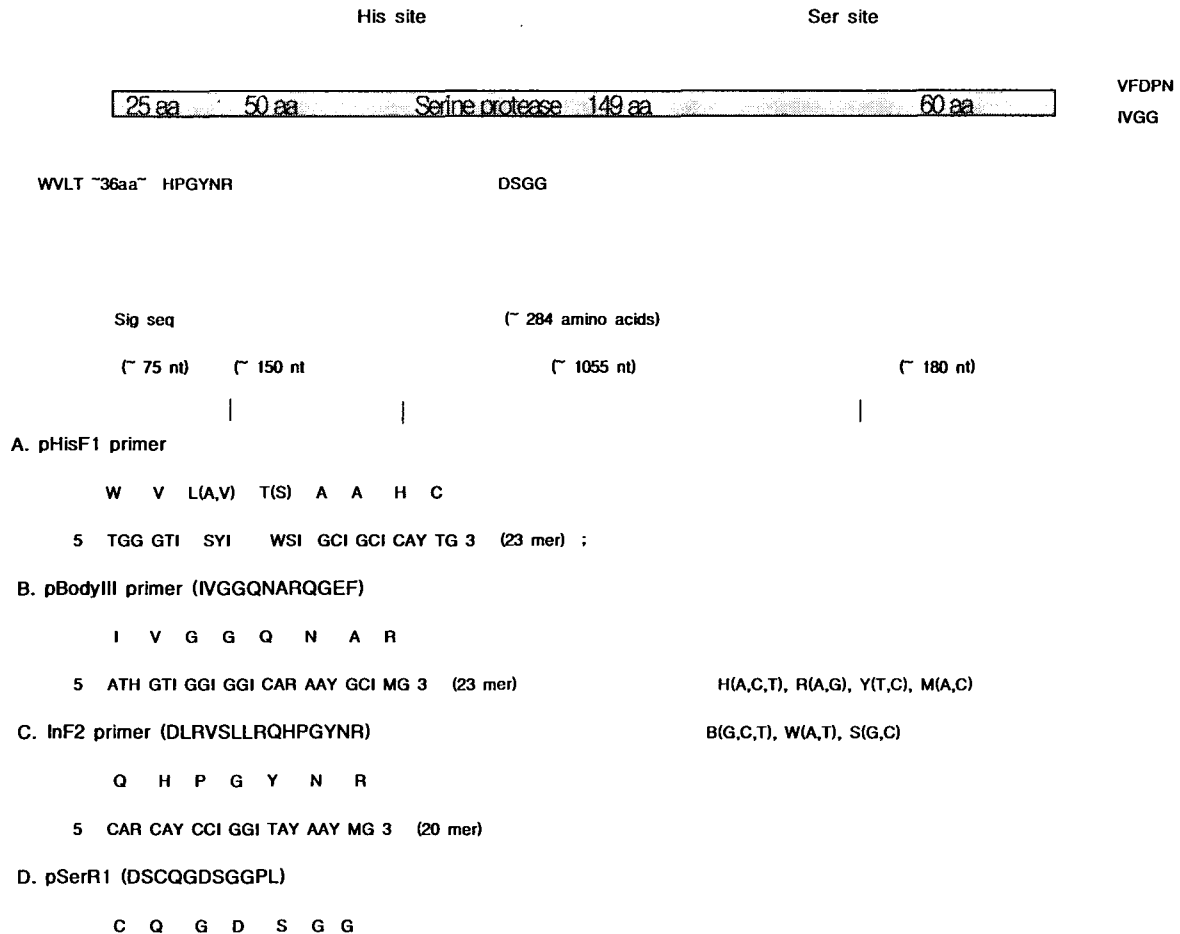 His site Ser site
25 aa 50 aa Serine protease 149 aa 60 aa
VFDPN
IVGG
WVLT ~36aa~ HPGYNR DSGG
Sig seq (~ 284 amino acids)
(~ 75 nt) (~ 150 nt (~ 1055 nt) (~ 180 nt)
A. pHisF1 primer
W V L(A,V) T(S) A A H C
5 TGG GTI SYI WSI GCI GCI CAY TG 3 (23 mer) ;
B. pBodyIII primer (IVGGQNARQGEF)
I V G G Q N A R
5 ATH GTI GGI GGI CAR AAY GCI MG 3 (23 mer) H(A,C,T), R(A,G), Y(T,C), M(A,C)
C. InF2 primer (DLRVSLLRQHPGYNR) B(G,C,T), W(A,T), S(G,C)
Q H P G Y N R
5 CAR CAY CCI GGI TAY AAY MG 3 (20 mer)
D. pSerR1 (DSCQGDSGGPL)
C Q G D S G G